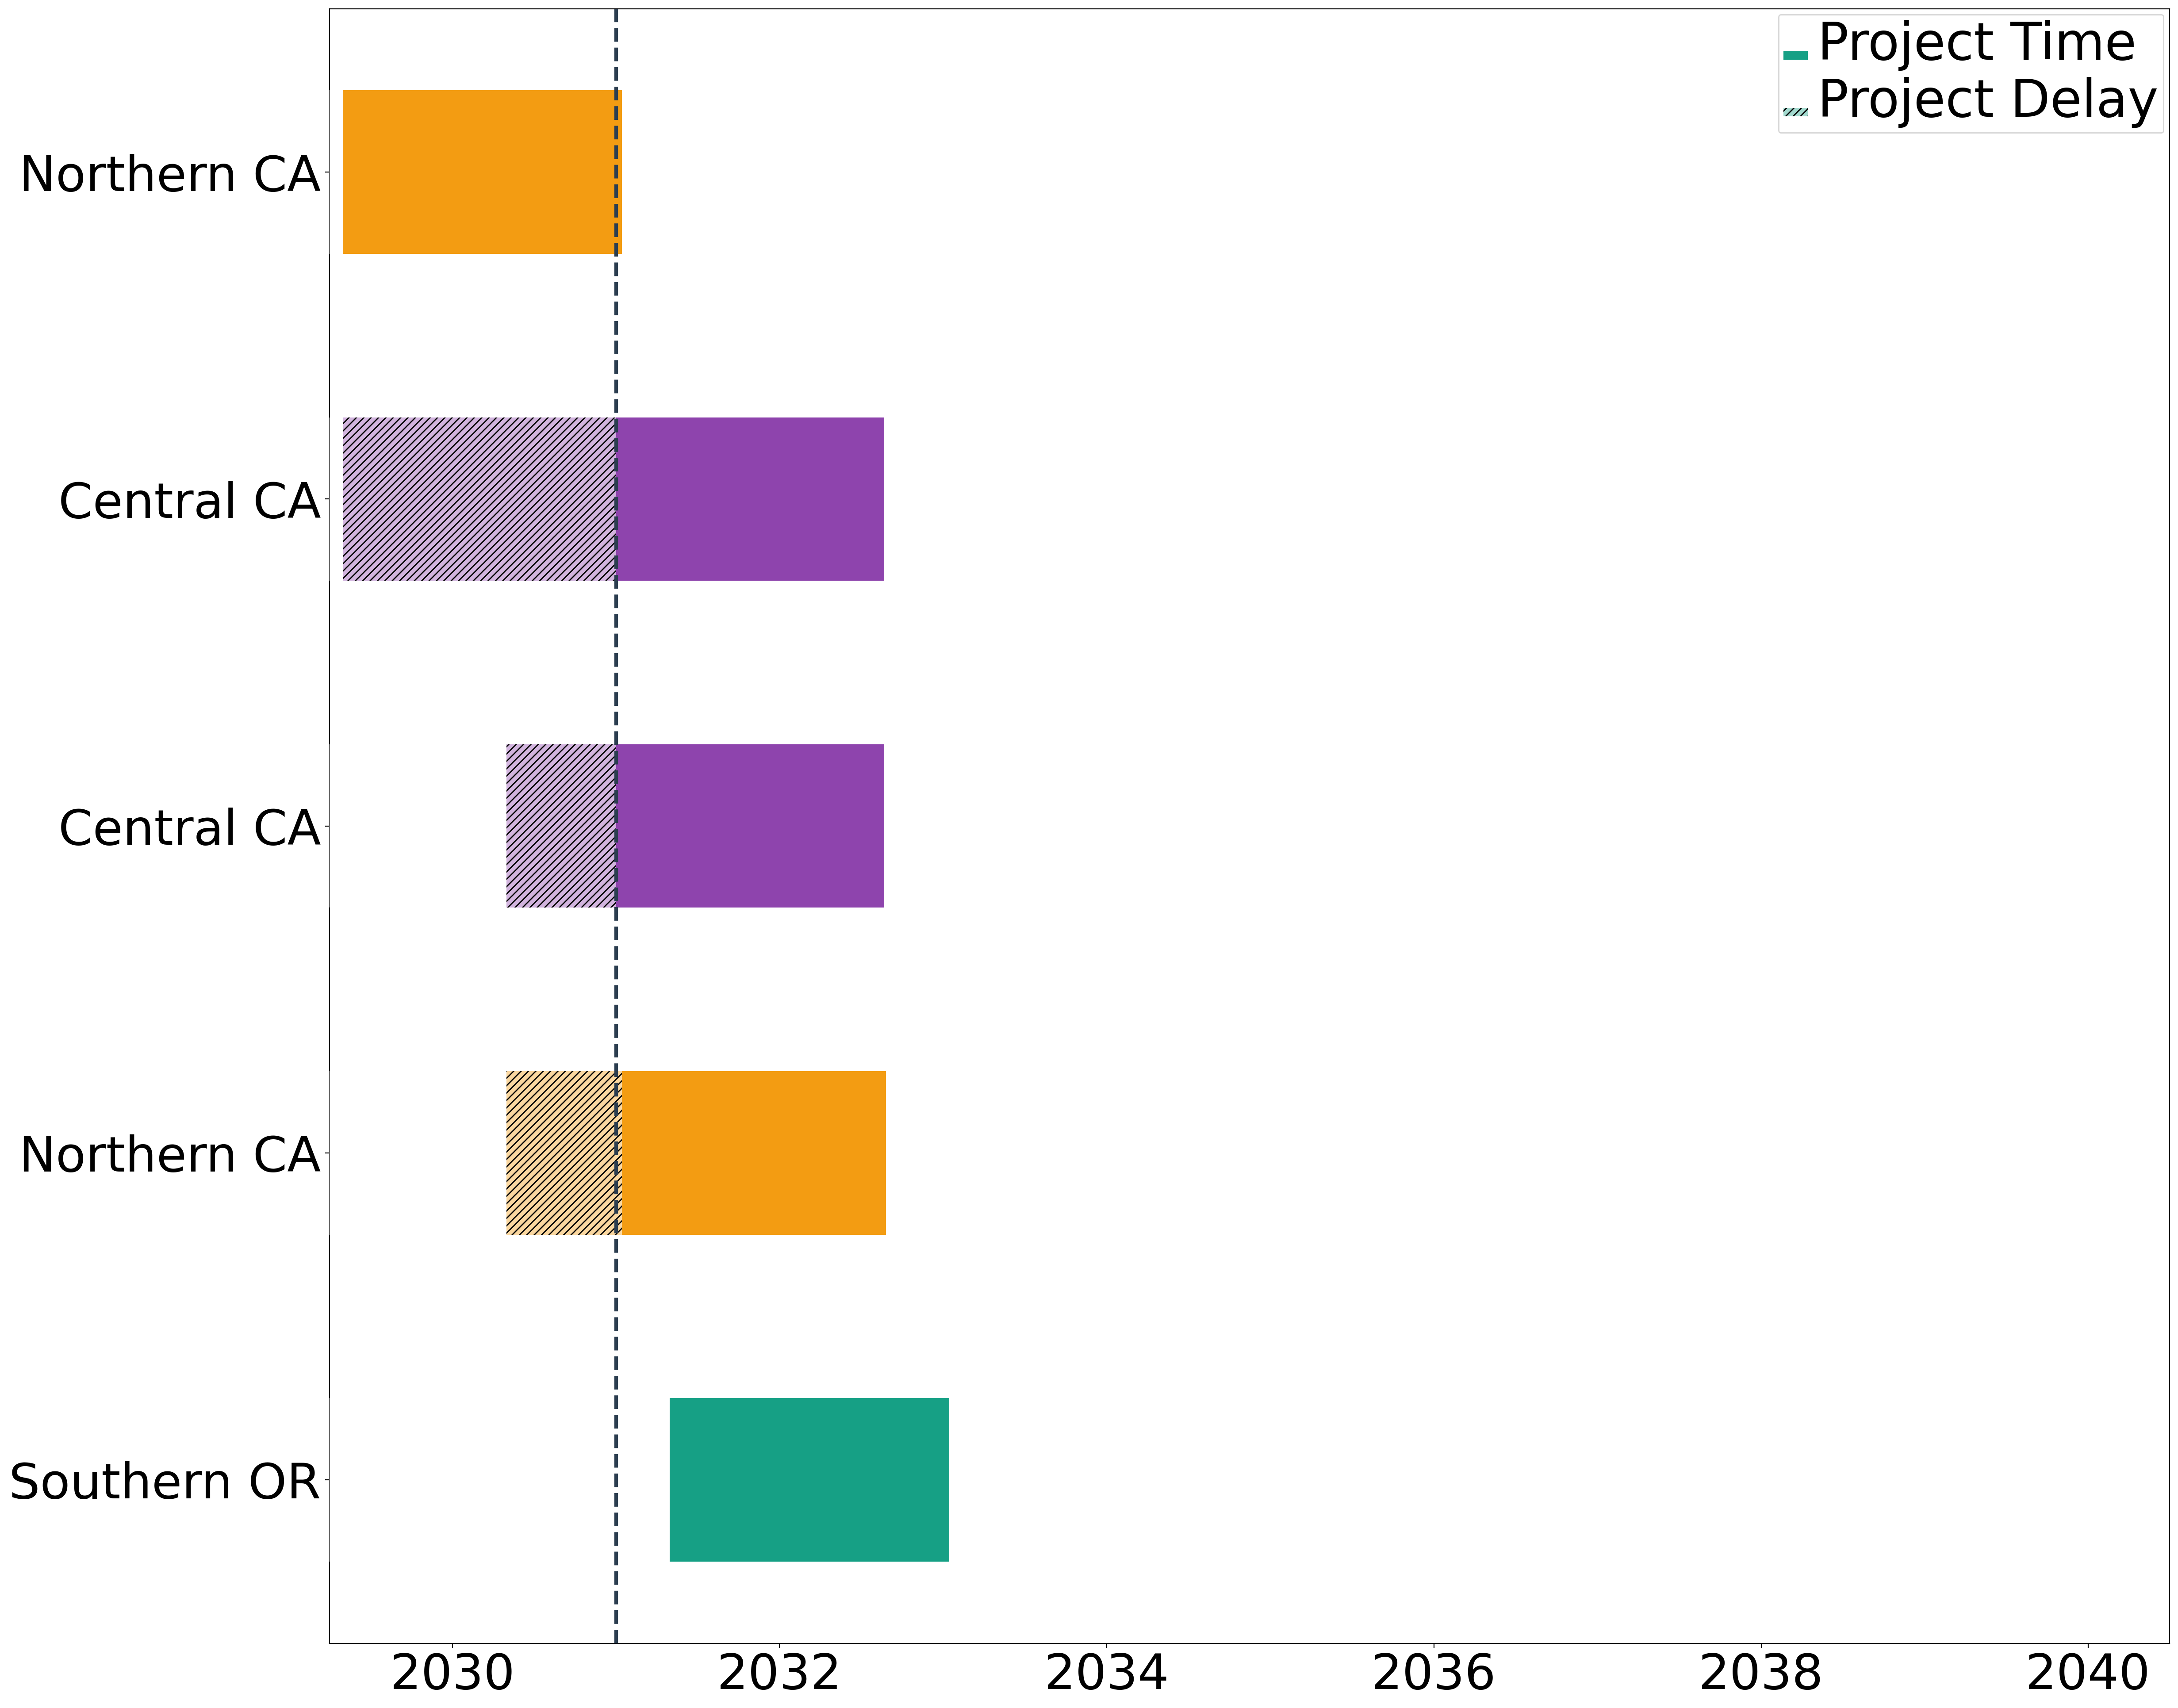 Project Time
Project Delay
Northern CA
Central CA
Central CA
Northern CA
Southern OR
2030 2032 2034 2036 2038 2040